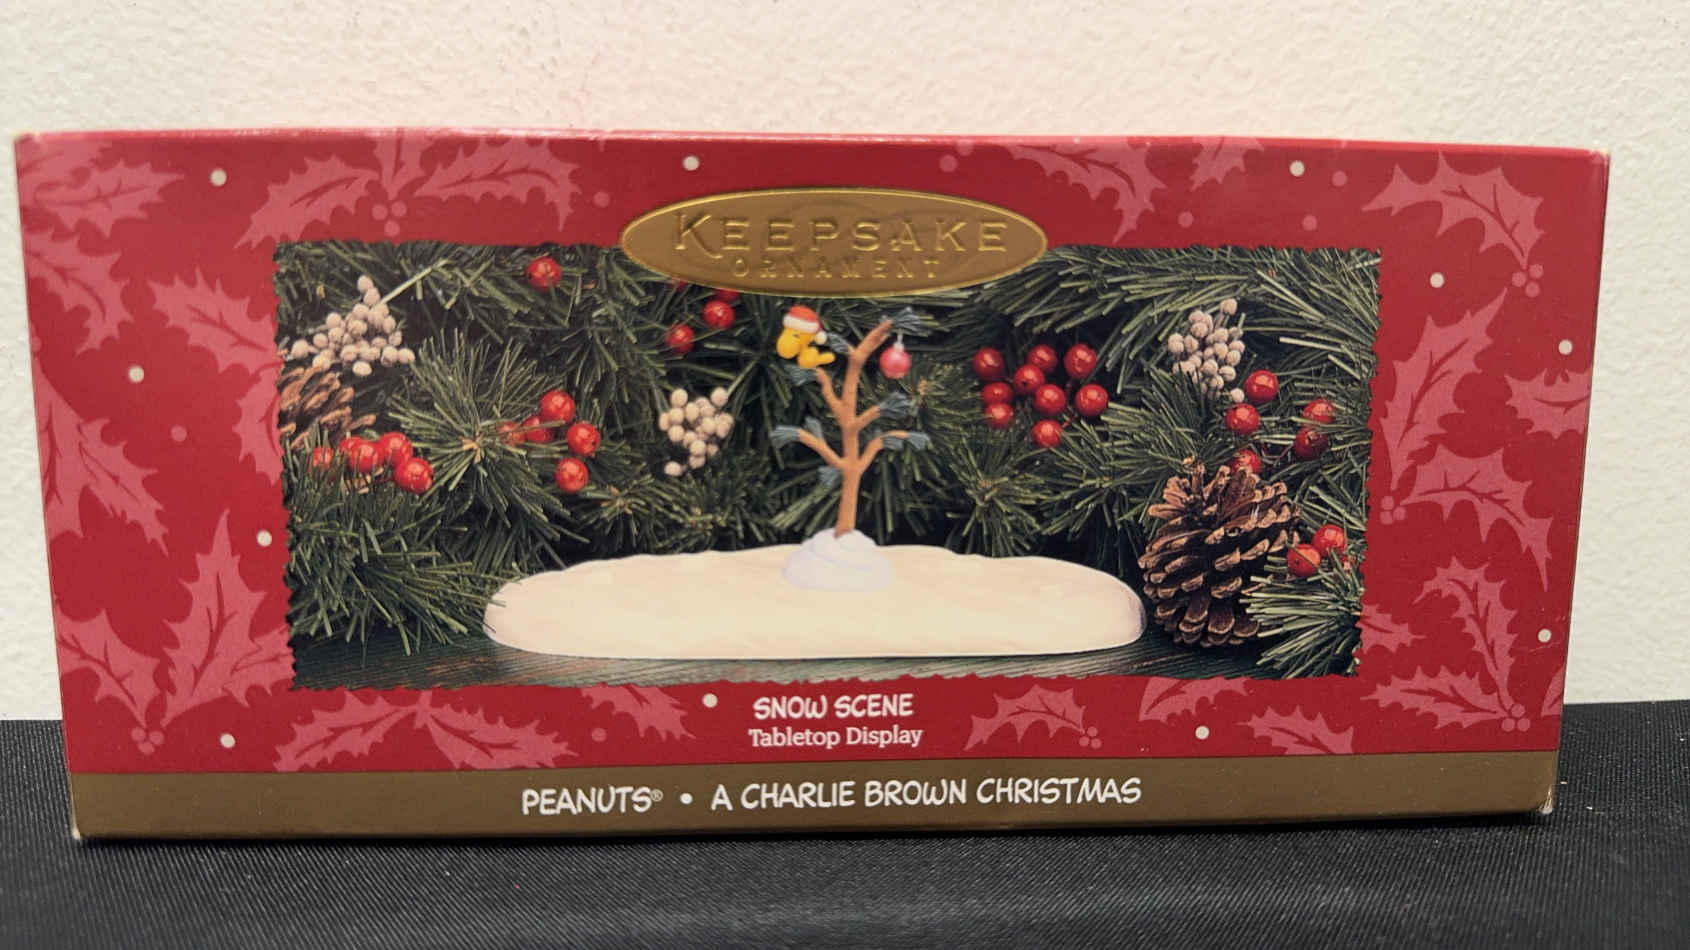 KEEPSAKE
ORNAMENT
SNOW SCENE
Tabletop Display
PEANUTS® • A CHARLIE BROWN CHRISTMAS